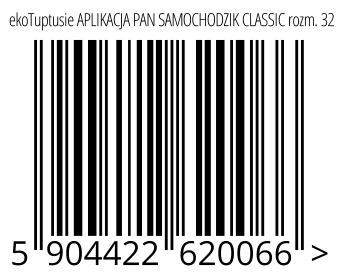 ekoTuptusie APLIKACJA PAN SAMOCHODZIK CLASSIC rozm. 32
5 904422 620066 >